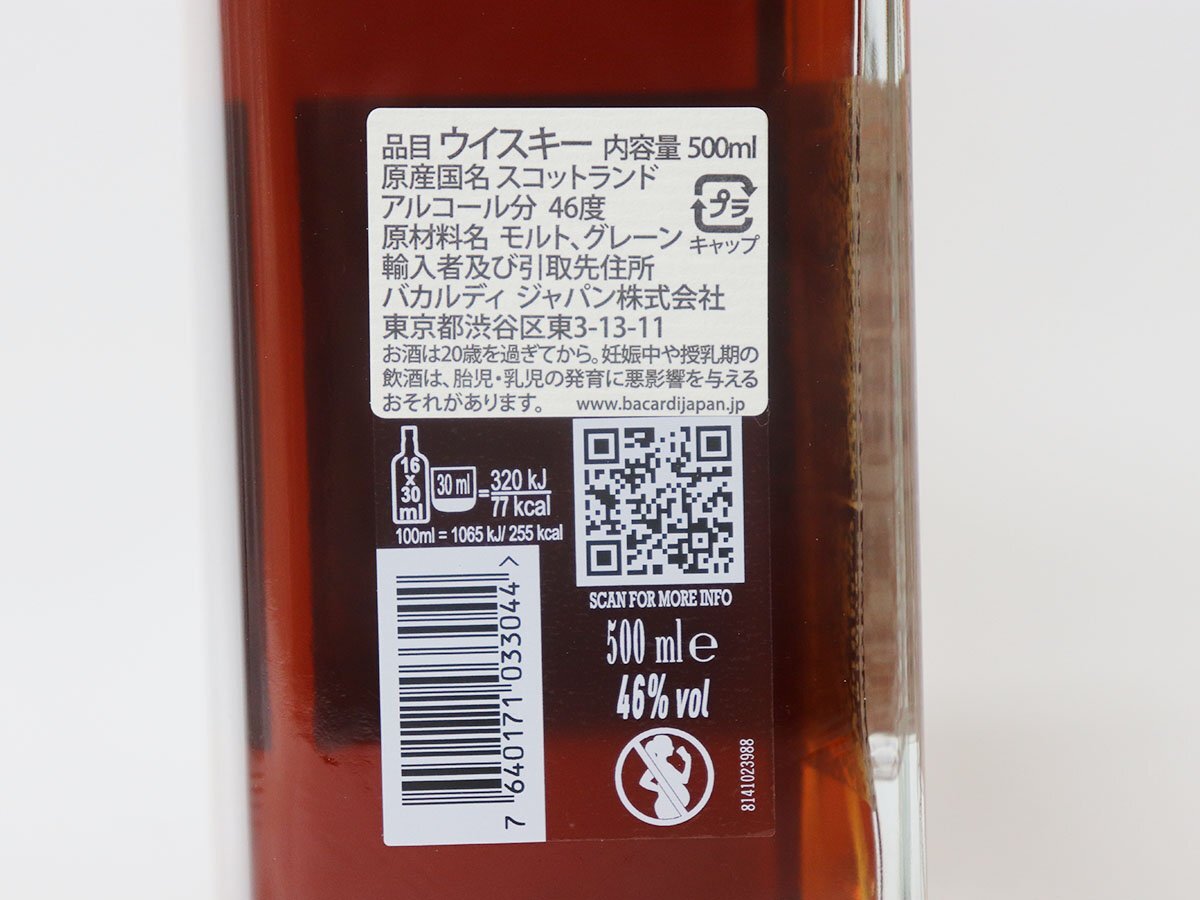 品目 ウイスキー 内容量 500ml
原産国名 スコットランド
アルコール分 46度
プラ
原材料名 モルト、グレーン キャップ
輸入者及び引取先住所
バカルディ ジャパン株式会社
東京都渋谷区東3-13-11
お酒は20歳を過ぎてから。妊娠中や授乳期の
飲酒は、胎児・乳児の発育に悪影響を与える
おそれがあります。 www.bacardijapan.jp
16
x
30
ml
30 ml
=
320 kJ
77 kcal
100ml = 1065 kJ/ 255 kcal
7 640171 033044 >
SCAN FOR MORE INFO
500 ml e
46% vol
8141023988